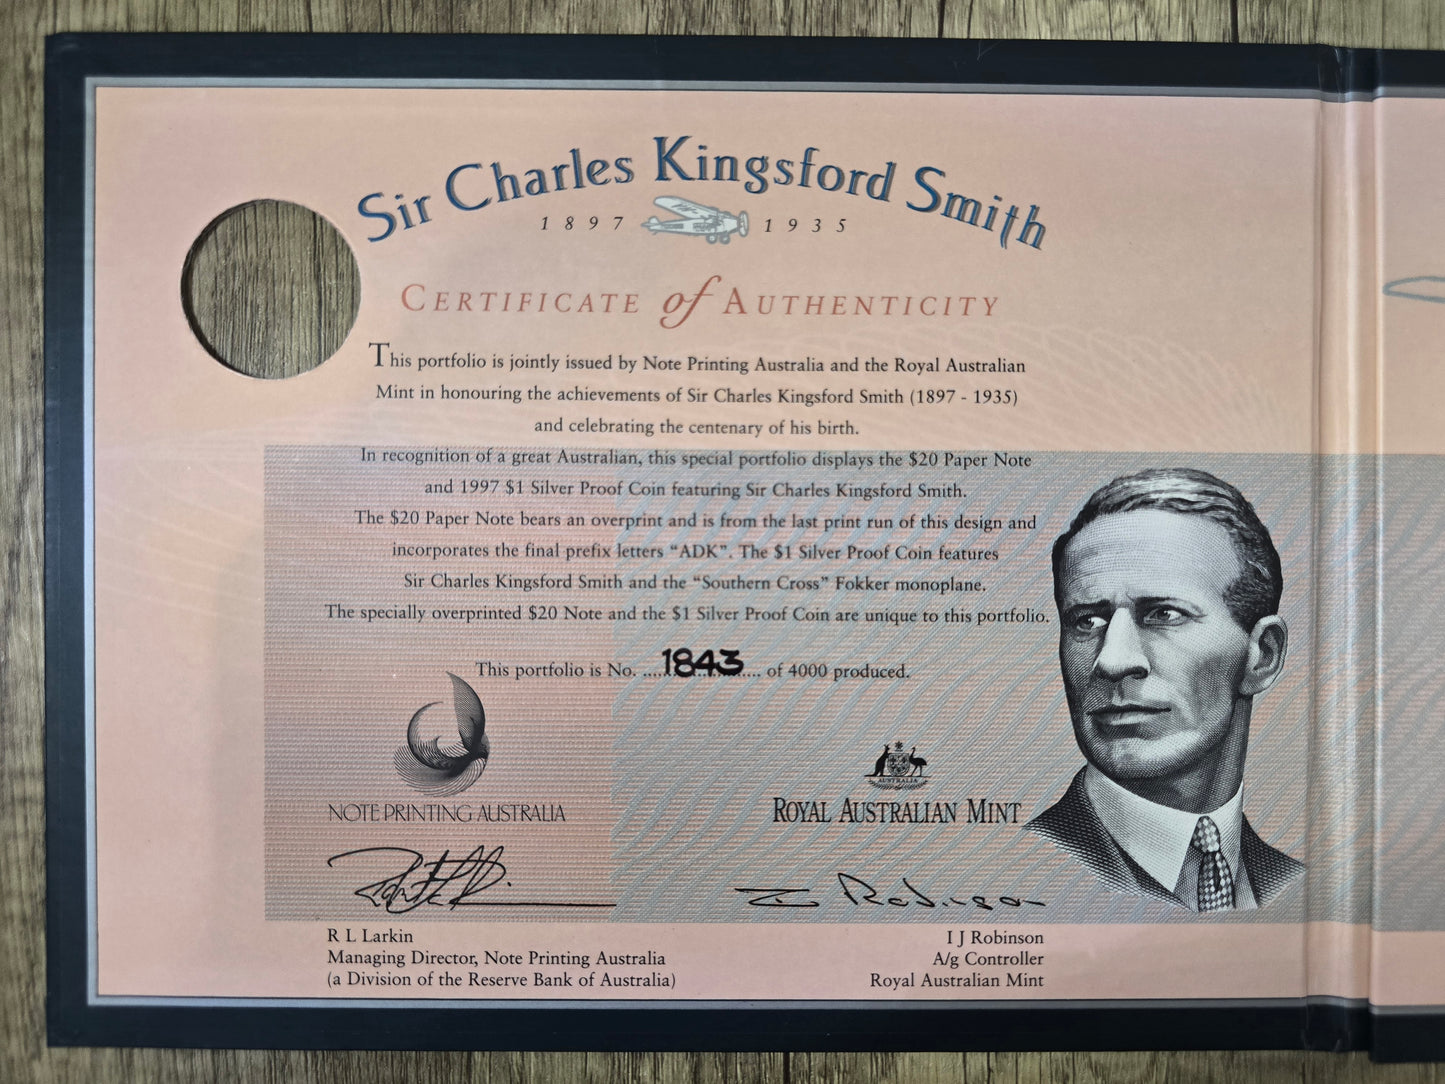 Sir Charles Kingsford Smith
1897 1935
CERTIFICATE of AUTHENTICITY
This portfolio is jointly issued by Note Printing Australia and the Royal Australian
Mint in honouring the achievements of Sir Charles Kingsford Smith (1897 - 1935)
and celebrating the centenary of his birth.
In recognition of a great Australian, this special portfolio displays the $20 Paper Note
and 1997 $1 Silver Proof Coin featuring Sir Charles Kingsford Smith.
The $20 Paper Note bears an overprint and is from the last print run of this design and
incorporates the final prefix letters “ADK”. The $1 Silver Proof Coin features
Sir Charles Kingsford Smith and the “Southern Cross” Fokker monoplane.
The specially overprinted $20 Note and the $1 Silver Proof Coin are unique to this portfolio.
This portfolio is No. ....1843.... of 4000 produced.
AUSTRALIA
NOTE PRINTING AUSTRALIA
ROYAL AUSTRALIAN MINT
I Robinson
R L Larkin
Managing Director, Note Printing Australia
(a Division of the Reserve Bank of Australia)
I J Robinson
A/g Controller
Royal Australian Mint